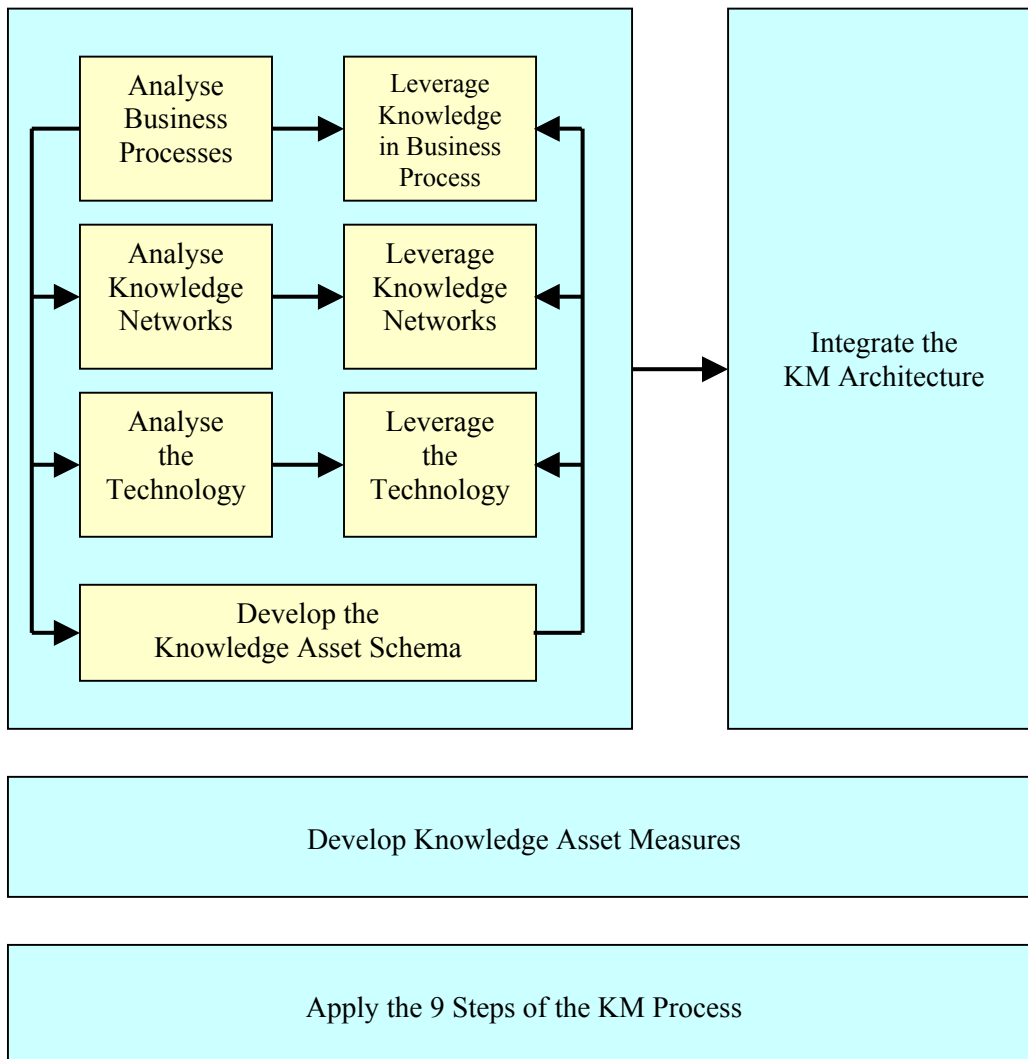 Analyse
Business
Processes
Leverage
Knowledge
in Business
Process
Analyse
Knowledge
Networks
Leverage
Knowledge
Networks
Analyse
the
Technology
Leverage
the
Technology
Develop the
Knowledge Asset Schema
Integrate the
KM Architecture
Develop Knowledge Asset Measures
Apply the 9 Steps of the KM Process